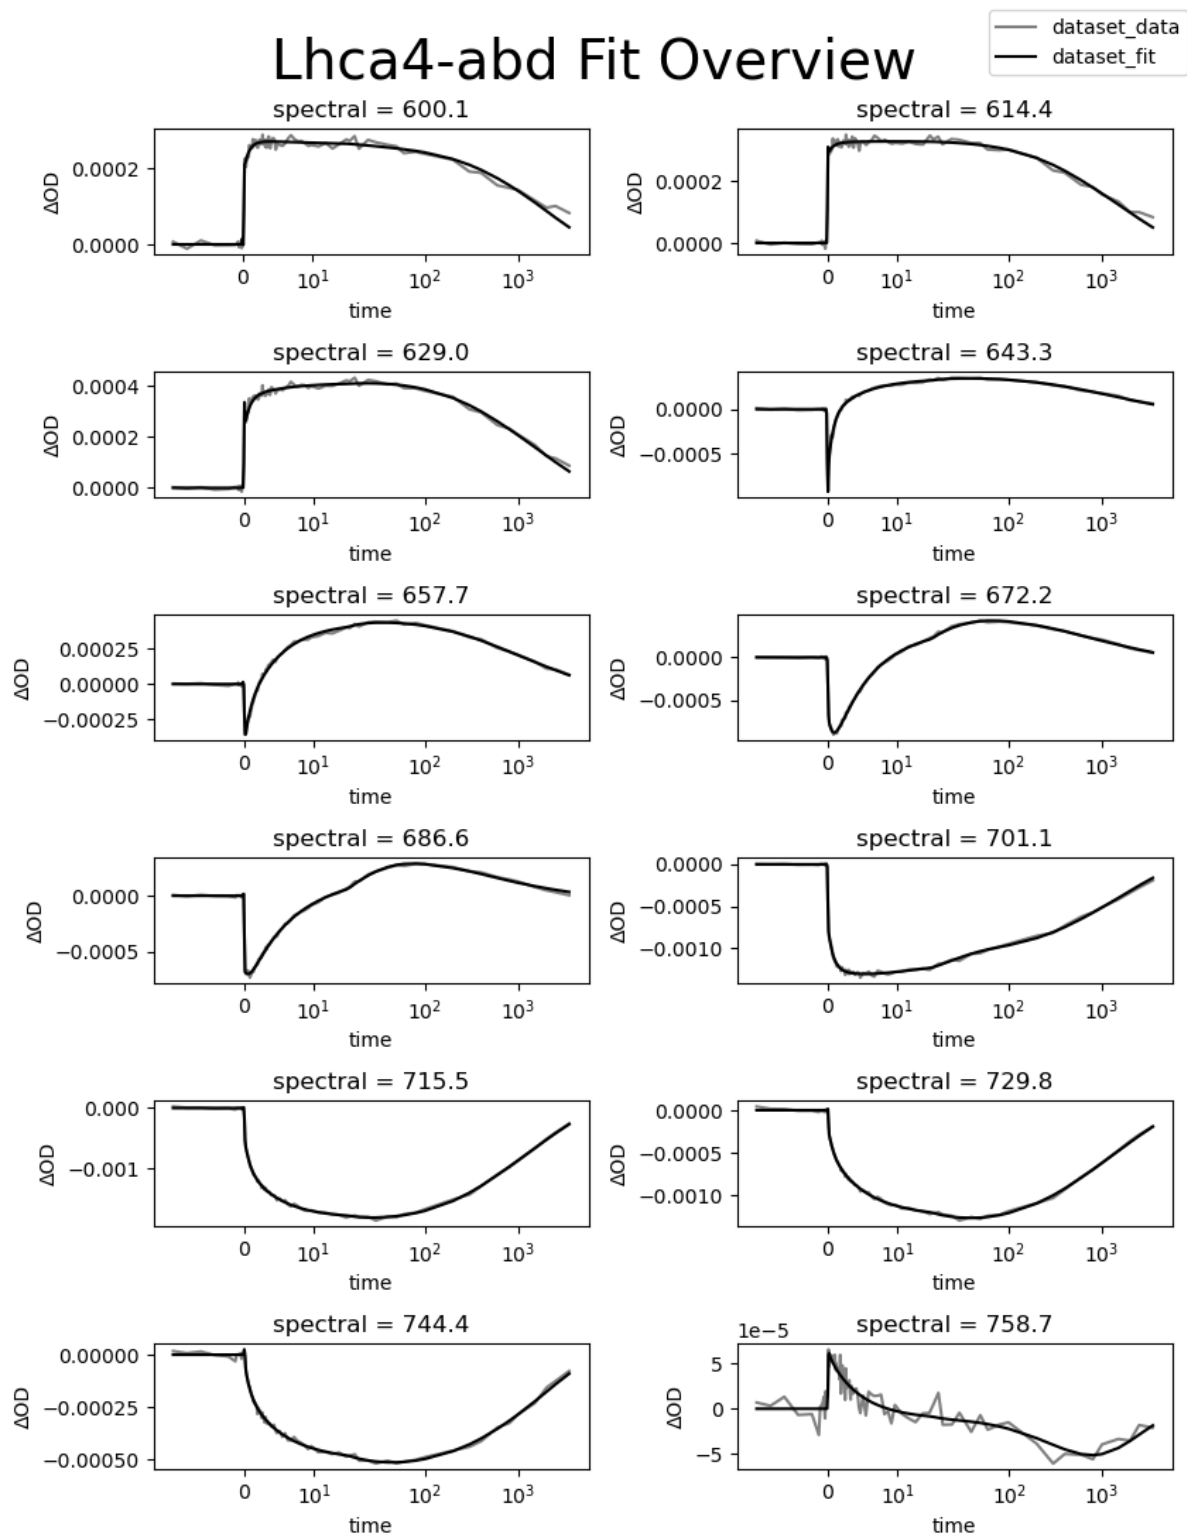 dataset_data
dataset_fit
Lhca4-abd Fit Overview
spectral = 600.1
0.0002
0.0000
ΔOD
0 10¹ 10² 10³
time
spectral = 614.4
0.0002
0.0000
ΔOD
0 10¹ 10² 10³
time
spectral = 629.0
0.0004
0.0002
0.0000
ΔOD
0 10¹ 10² 10³
time
spectral = 643.3
0.0000
−0.0005
ΔOD
0 10¹ 10² 10³
time
spectral = 657.7
0.00025
0.00000
−0.00025
ΔOD
0 10¹ 10² 10³
time
spectral = 672.2
0.0000
−0.0005
ΔOD
0 10¹ 10² 10³
time
spectral = 686.6
0.0000
−0.0005
ΔOD
0 10¹ 10² 10³
time
spectral = 701.1
0.0000
−0.0005
−0.0010
ΔOD
0 10¹ 10² 10³
time
spectral = 715.5
0.000
−0.001
ΔOD
0 10¹ 10² 10³
time
spectral = 729.8
0.0000
−0.0005
−0.0010
ΔOD
0 10¹ 10² 10³
time
spectral = 744.4
0.00000
−0.00025
−0.00050
ΔOD
0 10¹ 10² 10³
time
spectral = 758.7
1e−5
5
0
−5
ΔOD
0 10¹ 10² 10³
time